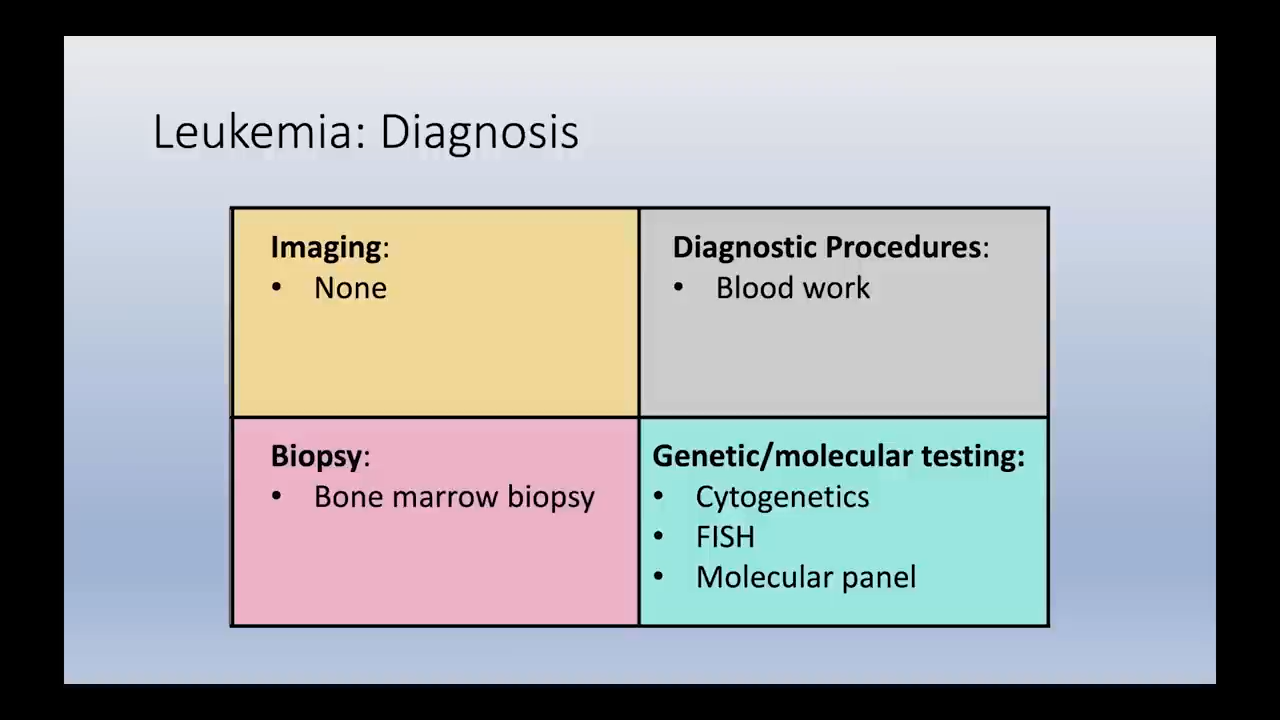 Leukemia: Diagnosis
Imaging:
• None
Diagnostic Procedures:
• Blood work
Biopsy:
• Bone marrow biopsy
Genetic/molecular testing:
• Cytogenetics
• FISH
• Molecular panel